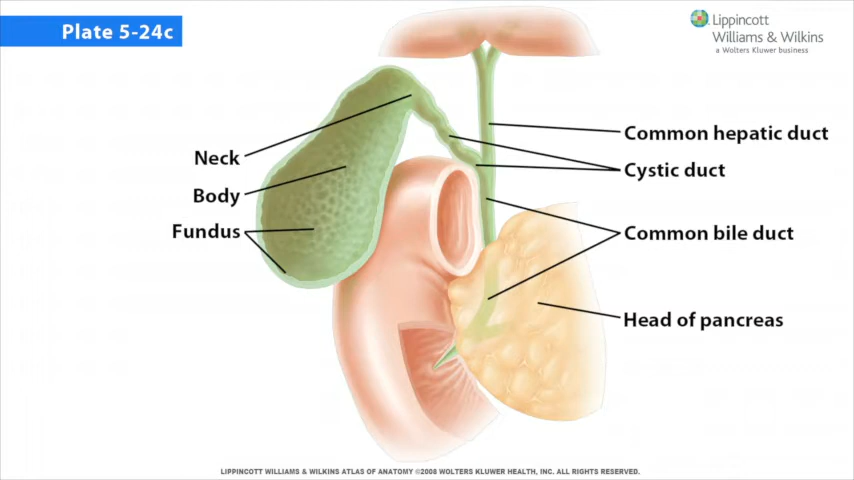 Plate 5-24c
Lippincott
Williams & Wilkins
a Wolters Kluwer business
Neck
Body
Fundus
Common hepatic duct
Cystic duct
Common bile duct
Head of pancreas
LIPPINCOTT WILLIAMS & WILKINS ATLAS OF ANATOMY ©2008 WOLTERS KLUWER HEALTH, INC. ALL RIGHTS RESERVED.